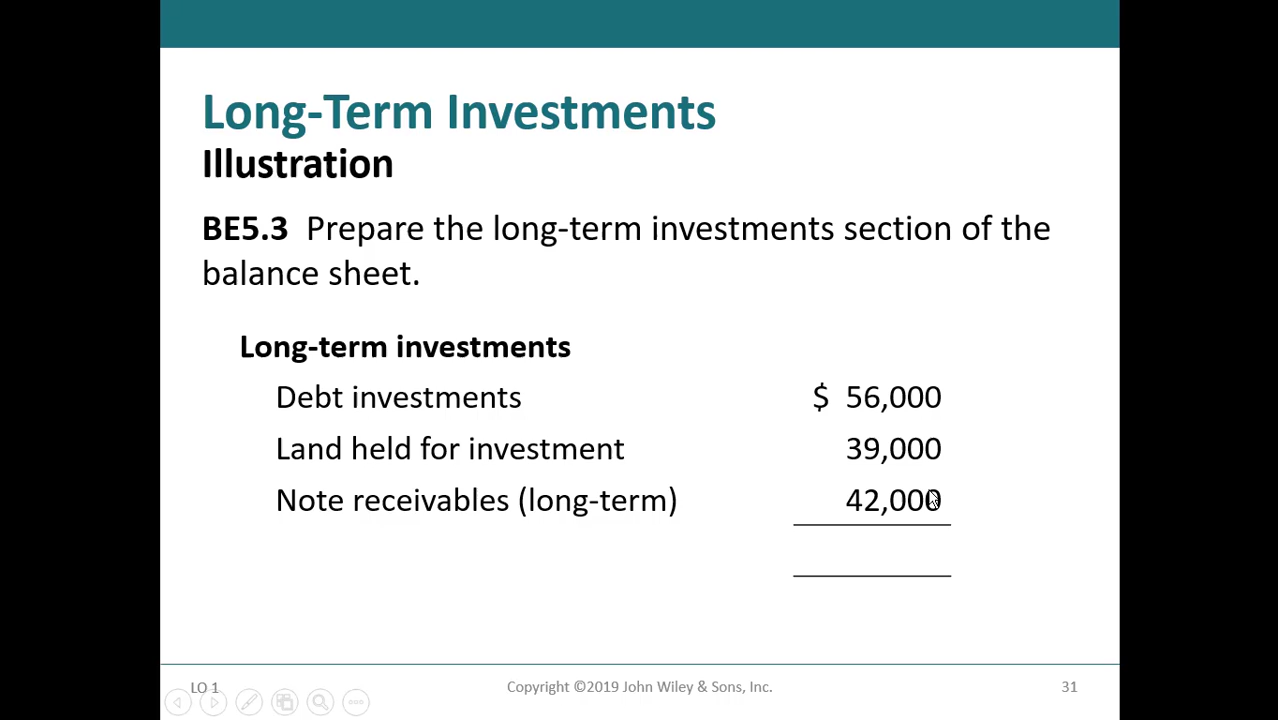 Long-Term Investments
Illustration
BE5.3 Prepare the long-term investments section of the
balance sheet.
Long-term investments
Debt investments $ 56,000
Land held for investment 39,000
Note receivables (long-term) 42,000
LO 1 Copyright ©2019 John Wiley & Sons, Inc. 31